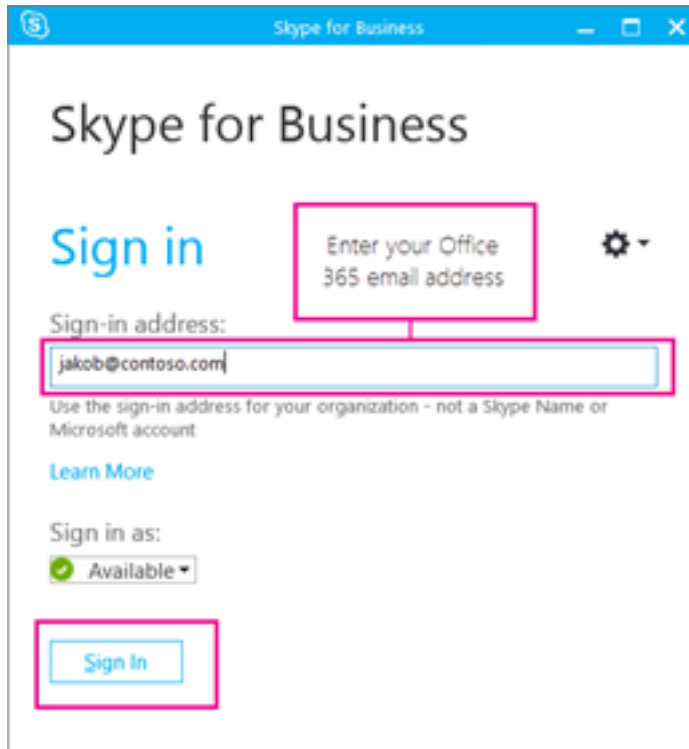 Skype for Business
Skype for Business
Sign in
Enter your Office
365 email address
Sign-in address:
jakob@contoso.com
Use the sign-in address for your organization - not a Skype Name or
Microsoft account
Learn More
Sign in as:
Available
Sign In